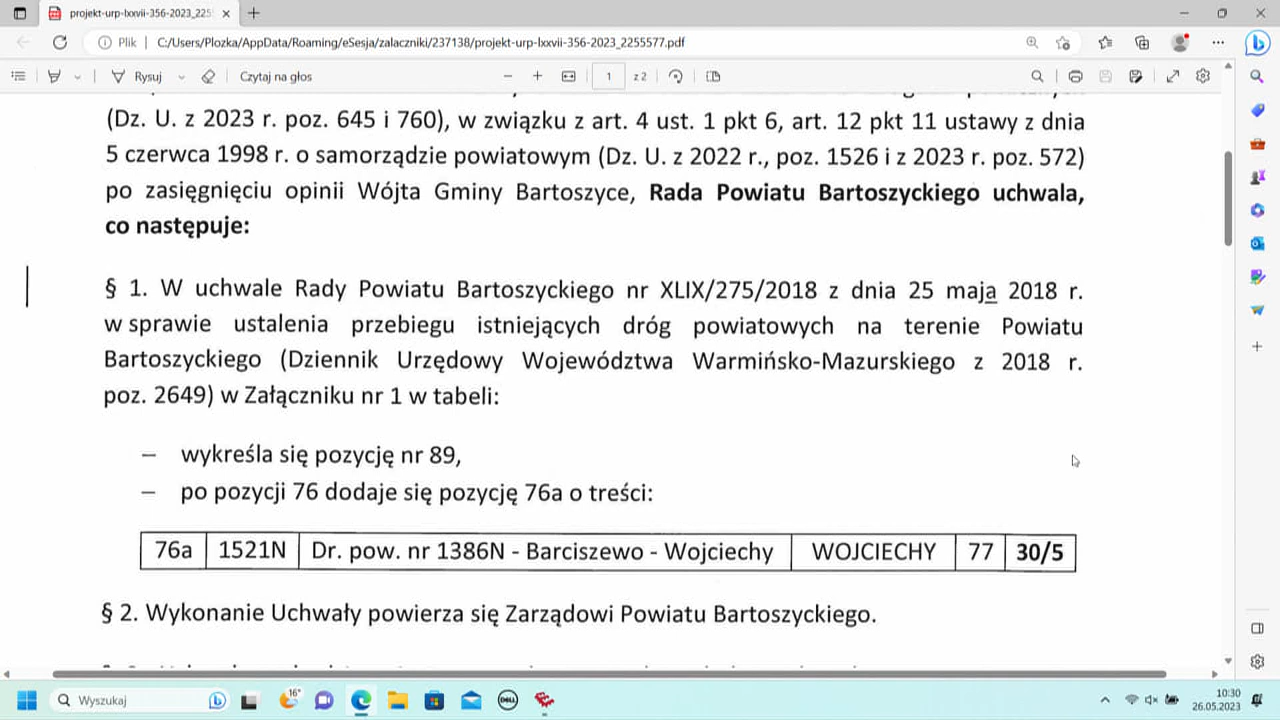 projekt-urp-lxxvii-356-2023_225
Plik | C:/Users/Plozka/AppData/Roaming/eSesja/zalaczniki/237138/projekt-urp-lxxvii-356-2023_2255577.pdf
Rysuj Czytaj na głos 1 z 2
(Dz. U. z 2023 r. poz. 645 i 760), w związku z art. 4 ust. 1 pkt 6, art. 12 pkt 11 ustawy z dnia
5 czerwca 1998 r. o samorządzie powiatowym (Dz. U. z 2022 r., poz. 1526 i z 2023 r. poz. 572)
po zasięgnięciu opinii Wójta Gminy Bartoszyce, Rada Powiatu Bartoszyckiego uchwala,
co następuje:
§ 1. W uchwale Rady Powiatu Bartoszyckiego nr XLIX/275/2018 z dnia 25 maja 2018 r.
w sprawie ustalenia przebiegu istniejących dróg powiatowych na terenie Powiatu
Bartoszyckiego (Dziennik Urzędowy Województwa Warmińsko-Mazurskiego z 2018 r.
poz. 2649) w Załączniku nr 1 w tabeli:
– wykreśla się pozycję nr 89,
– po pozycji 76 dodaje się pozycję 76a o treści:
76a 1521N Dr. pow. nr 1386N - Barciszewo - Wojciechy WOJCIECHY 77 30/5
§ 2. Wykonanie Uchwały powierza się Zarządowi Powiatu Bartoszyckiego.
Wyszukaj 16° DELL 10:30
26.05.2023